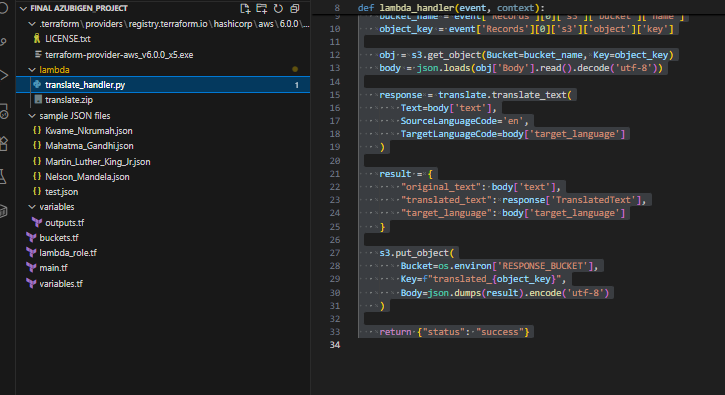 FINAL AZUBIGEN_PROJECT
.terraform\providers\registry.terraform.io\hashicorp\aws\6.0.0\...
LICENSE.txt
terraform-provider-aws_v6.0.0_x5.exe
lambda
translate_handler.py 1
translate.zip
sample JSON files
Kwame_Nkrumah.json
Mahatma_Gandhi.json
Martin_Luther_King_Jr.json
Nelson_Mandela.json
test.json
variables
outputs.tf
buckets.tf
lambda_role.tf
main.tf
variables.tf
8 def lambda_handler(event, context):
9 bucket_name = event['Records'][0]['s3']['bucket']['name']
10 object_key = event['Records'][0]['s3']['object']['key']
11
12 obj = s3.get_object(Bucket=bucket_name, Key=object_key)
13 body = json.loads(obj['Body'].read().decode('utf-8'))
14
15 response = translate.translate_text(
16 Text=body['text'],
17 SourceLanguageCode='en',
18 TargetLanguageCode=body['target_language']
19 )
20
21 result = {
22 "original_text": body['text'],
23 "translated_text": response['TranslatedText'],
24 "target_language": body['target_language']
25 }
26
27 s3.put_object(
28 Bucket=os.environ['RESPONSE_BUCKET'],
29 Key=f"translated_{object_key}",
30 Body=json.dumps(result).encode('utf-8')
31 )
32
33 return {"status": "success"}
34